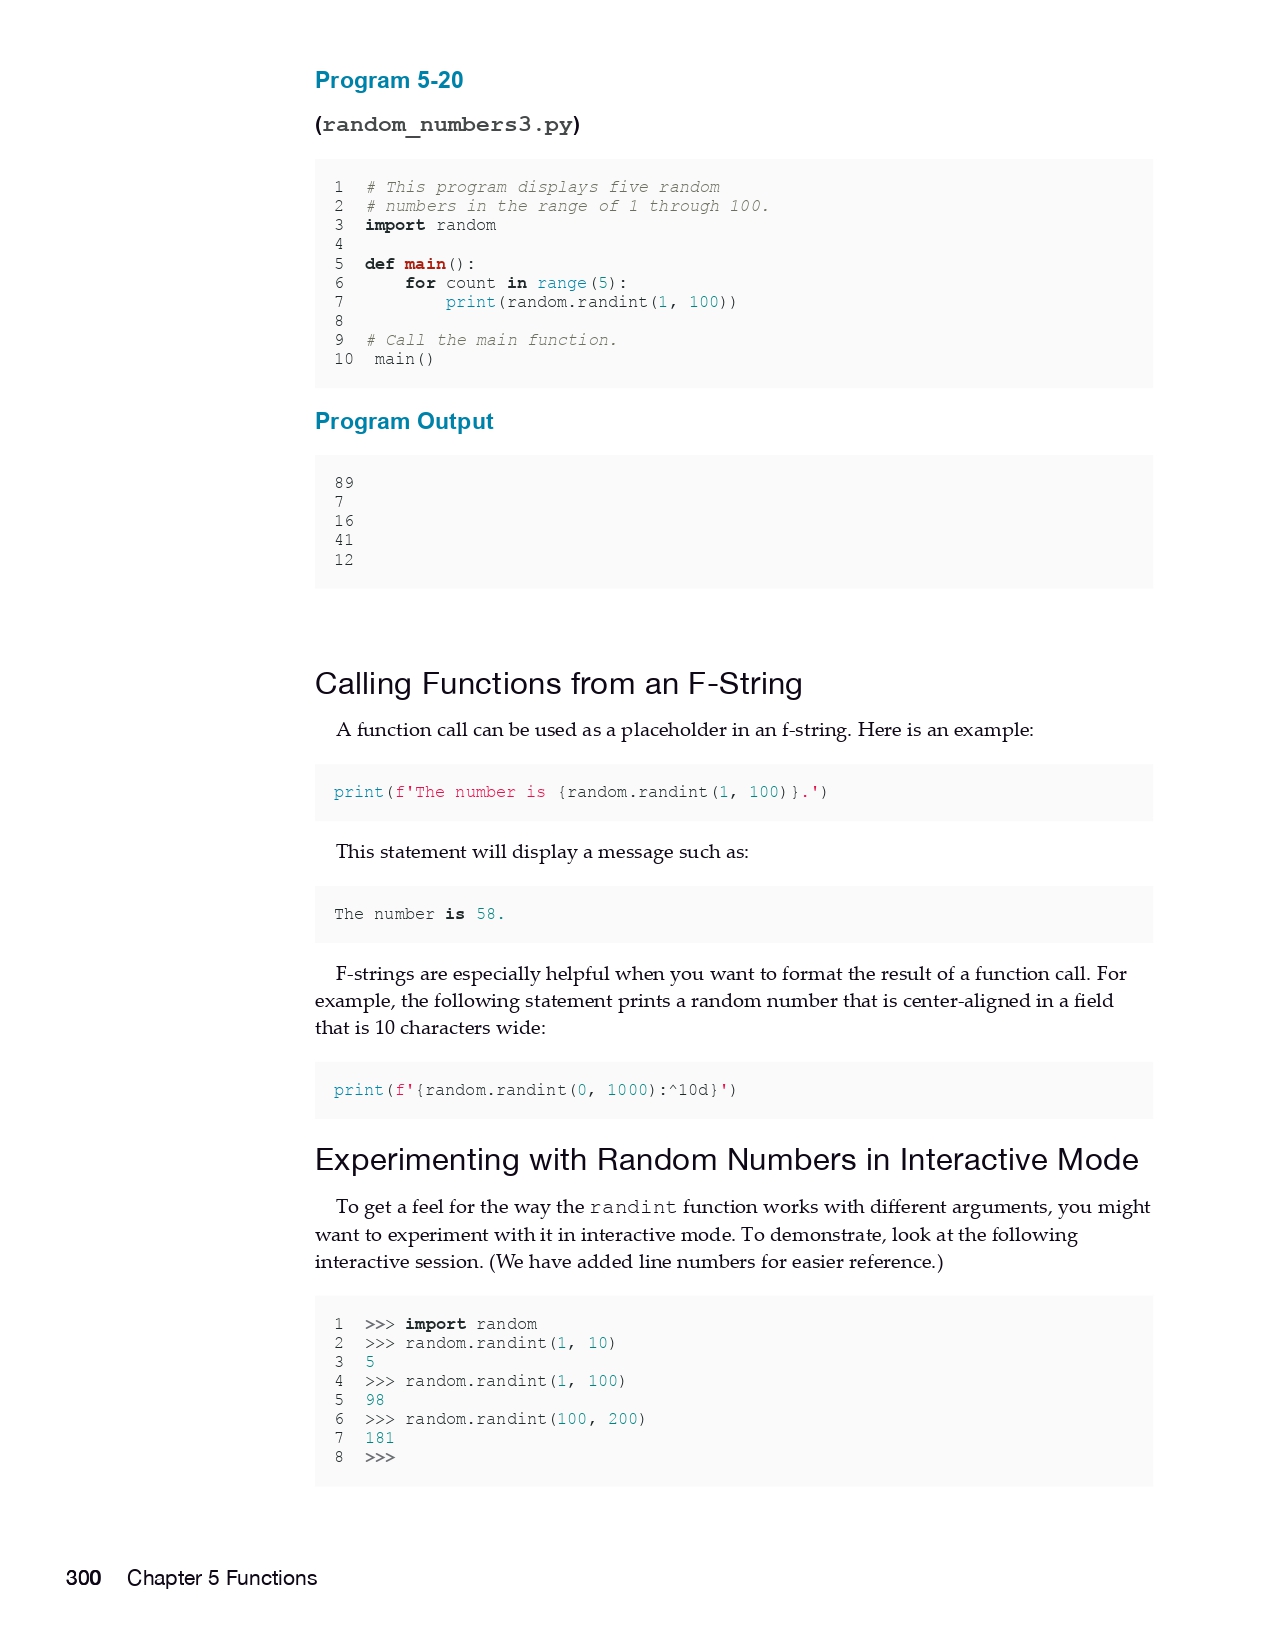 Program 5-20
(random_numbers3.py)
1  # This program displays five random
2  # numbers in the range of 1 through 100.
3  import random
4
5  def main():
6      for count in range(5):
7          print(random.randint(1, 100))
8
9  # Call the main function.
10  main()
Program Output
89
7
16
41
12
Calling Functions from an F-String
A function call can be used as a placeholder in an f-string. Here is an example:
print(f'The number is {random.randint(1, 100)}.')
This statement will display a message such as:
The number is 58.
F-strings are especially helpful when you want to format the result of a function call. For
example, the following statement prints a random number that is center-aligned in a field
that is 10 characters wide:
print(f'{random.randint(0, 1000):^10d}')
Experimenting with Random Numbers in Interactive Mode
To get a feel for the way the randint function works with different arguments, you might
want to experiment with it in interactive mode. To demonstrate, look at the following
interactive session. (We have added line numbers for easier reference.)
1  >>> import random
2  >>> random.randint(1, 10)
3  5
4  >>> random.randint(1, 100)
5  98
6  >>> random.randint(100, 200)
7  181
8  >>>
300 Chapter 5 Functions